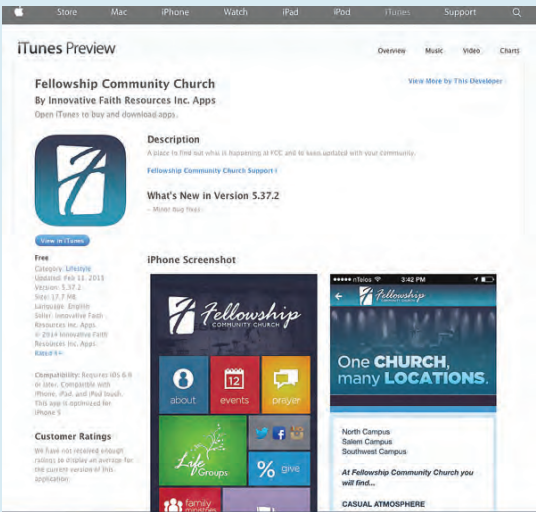 Store Mac iPhone Watch iPad iPod iTunes Support
iTunes Preview
Overview Music Video Charts
Fellowship Community Church
View More by This Developer
By Innovative Faith Resources Inc. Apps
Open iTunes to buy and download apps.
Description
A place to find out what is happening at FCC and to keep updated with your community.
Fellowship Community Church Support
What's New in Version 5.37.2
- Minor bug fixes
View in iTunes
Free
Category: Lifestyle
Updated: Feb 11, 2015
Version: 5.37.2
Size: 17.7 MB
Language: English
Seller: Innovative Faith
Resources Inc. Apps
© 2014 Innovative Faith
Resources Inc. Apps
Rated 4+
Compatibility: Requires iOS 6.0
or later. Compatible with
iPhone, iPad, and iPod touch.
This app is optimized for
iPhone 5.
Customer Ratings
We have not received enough
ratings to display an average for
the current version of this
application.
iPhone Screenshot
Fellowship
COMMUNITY CHURCH
about
12
events
prayer
Life
Groups
% give
family
ministries
nTelos 3:42 PM
Fellowship
COMMUNITY CHURCH
One CHURCH,
many LOCATIONS.
North Campus
Salem Campus
Southwest Campus
At Fellowship Community Church you
will find...
CASUAL ATMOSPHERE